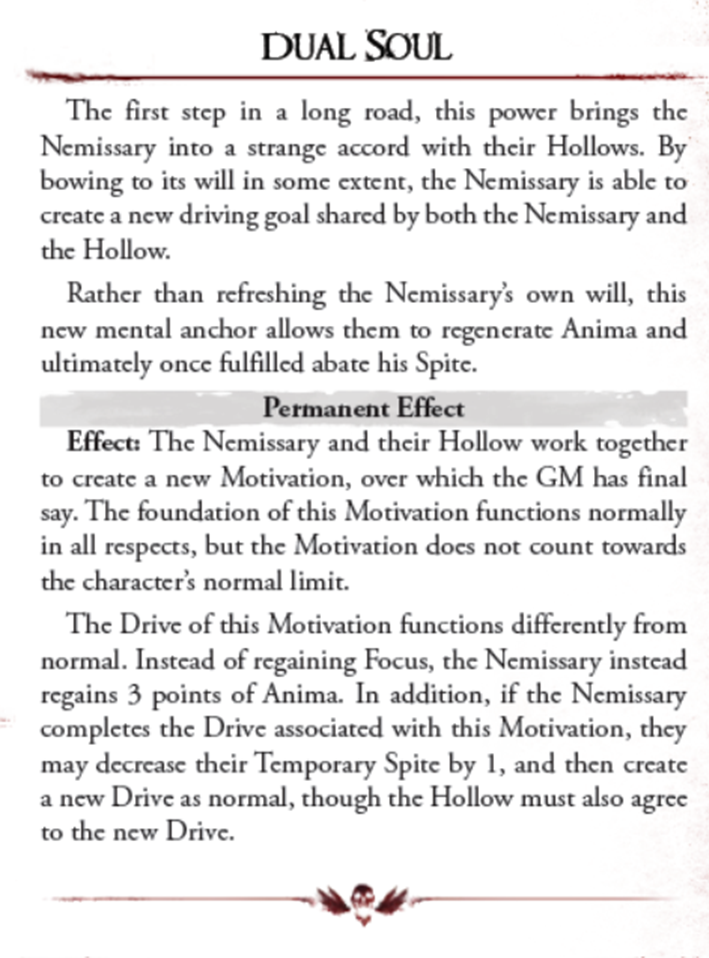 DUAL SOUL
The first step in a long road, this power brings the
Nemissary into a strange accord with their Hollows. By
bowing to its will in some extent, the Nemissary is able to
create a new driving goal shared by both the Nemissary and
the Hollow.
Rather than refreshing the Nemissary's own will, this
new mental anchor allows them to regenerate Anima and
ultimately once fulfilled abate his Spite.
Permanent Effect
Effect: The Nemissary and their Hollow work together
to create a new Motivation, over which the GM has final
say. The foundation of this Motivation functions normally
in all respects, but the Motivation does not count towards
the character's normal limit.
The Drive of this Motivation functions differently from
normal. Instead of regaining Focus, the Nemissary instead
regains 3 points of Anima. In addition, if the Nemissary
completes the Drive associated with this Motivation, they
may decrease their Temporary Spite by 1, and then create
a new Drive as normal, though the Hollow must also agree
to the new Drive.